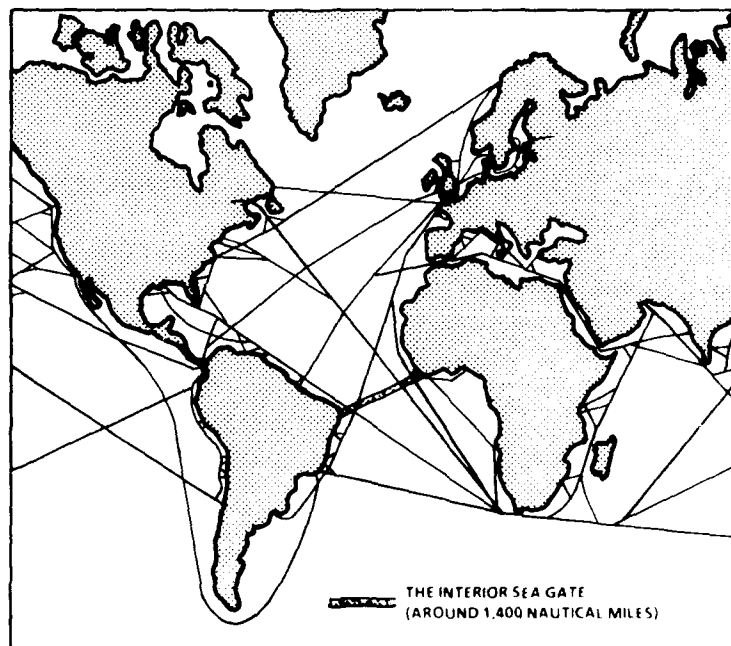 THE INTERIOR SEA GATE
(AROUND 1,400 NAUTICAL MILES)